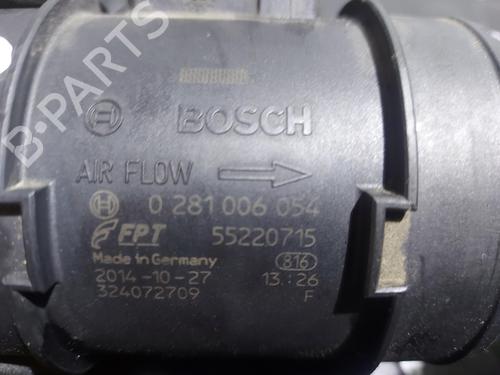 B-PARTS
BOSCH
AIR FLOW
0 281 006 054
FPT 55220715
Made in Germany 816
2014-10-27 13:26
324072709 F